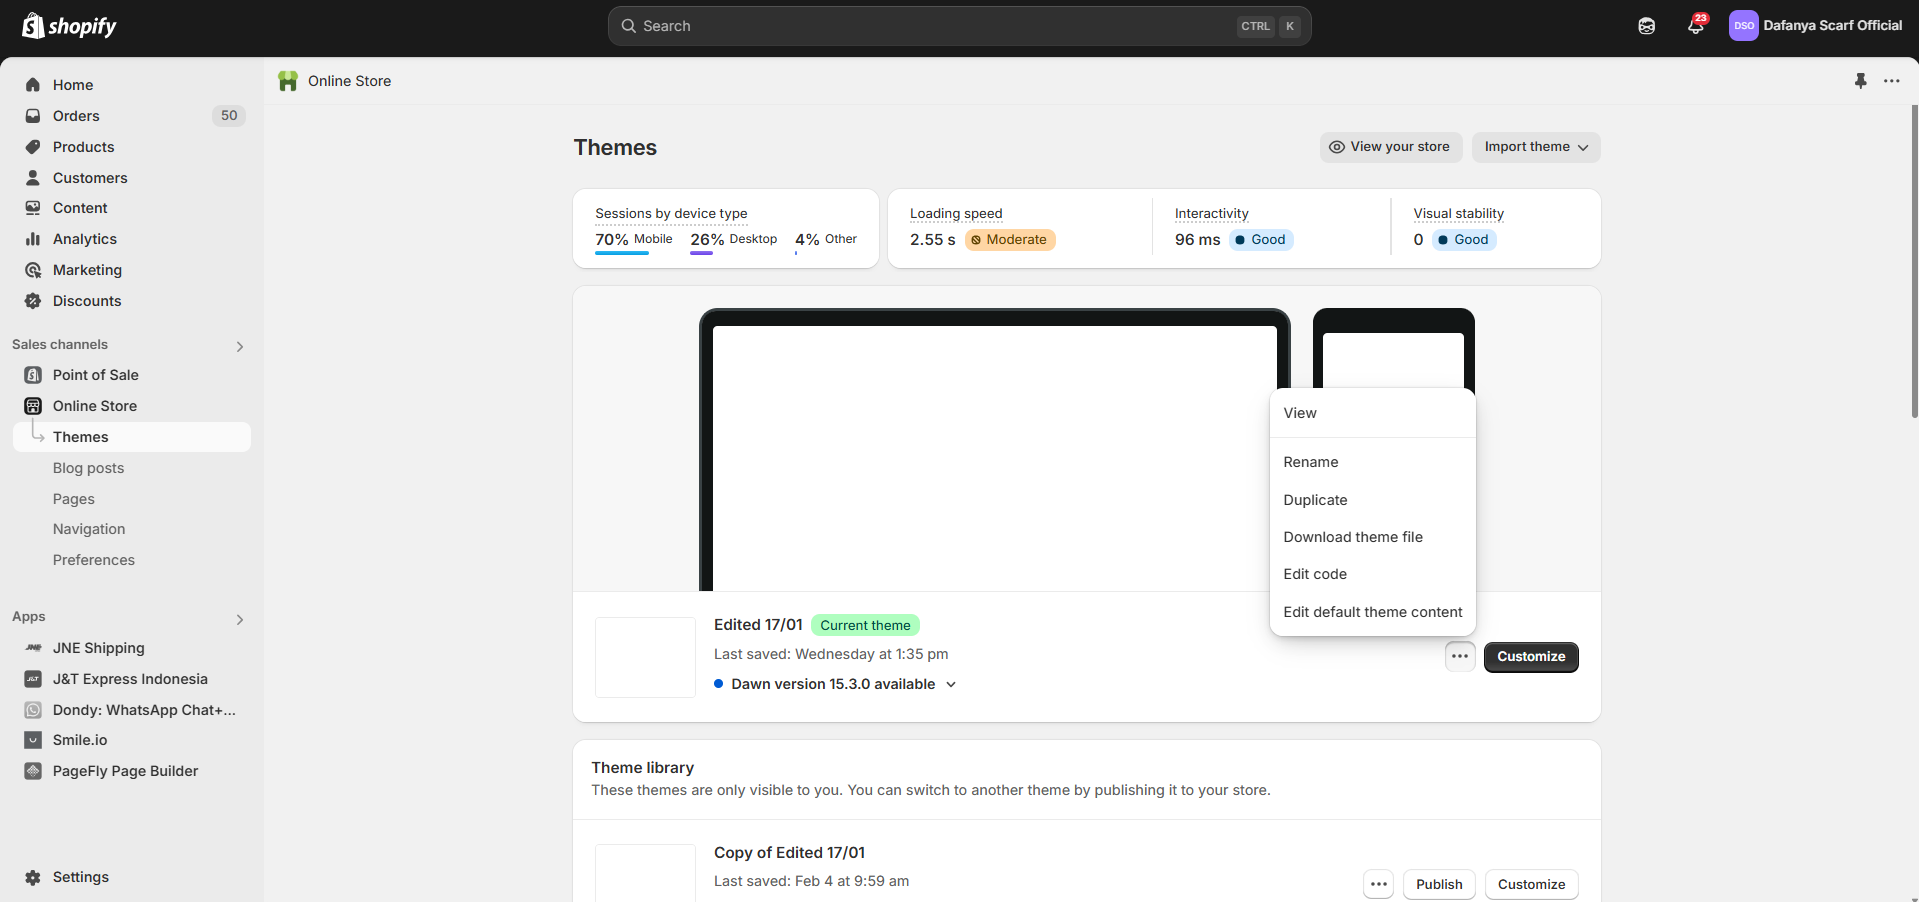 shopify
Search
CTRL K
23
DSO
Dafanya Scarf Official
Home
Orders
50
Products
Customers
Content
Analytics
Marketing
Discounts
Sales channels
Point of Sale
Online Store
Themes
Blog posts
Pages
Navigation
Preferences
Apps
JNE Shipping
J&T Express Indonesia
Dondy: WhatsApp Chat+...
Smile.io
PageFly Page Builder
Settings
Online Store
Themes
View your store
Import theme
Sessions by device type
70% Mobile 26% Desktop 4% Other
Loading speed
2.55 s Moderate
Interactivity
96 ms Good
Visual stability
0 Good
View
Rename
Duplicate
Download theme file
Edit code
Edit default theme content
Edited 17/01 Current theme
Last saved: Wednesday at 1:35 pm
Dawn version 15.3.0 available
Customize
Theme library
These themes are only visible to you. You can switch to another theme by publishing it to your store.
Copy of Edited 17/01
Last saved: Feb 4 at 9:59 am
Publish
Customize